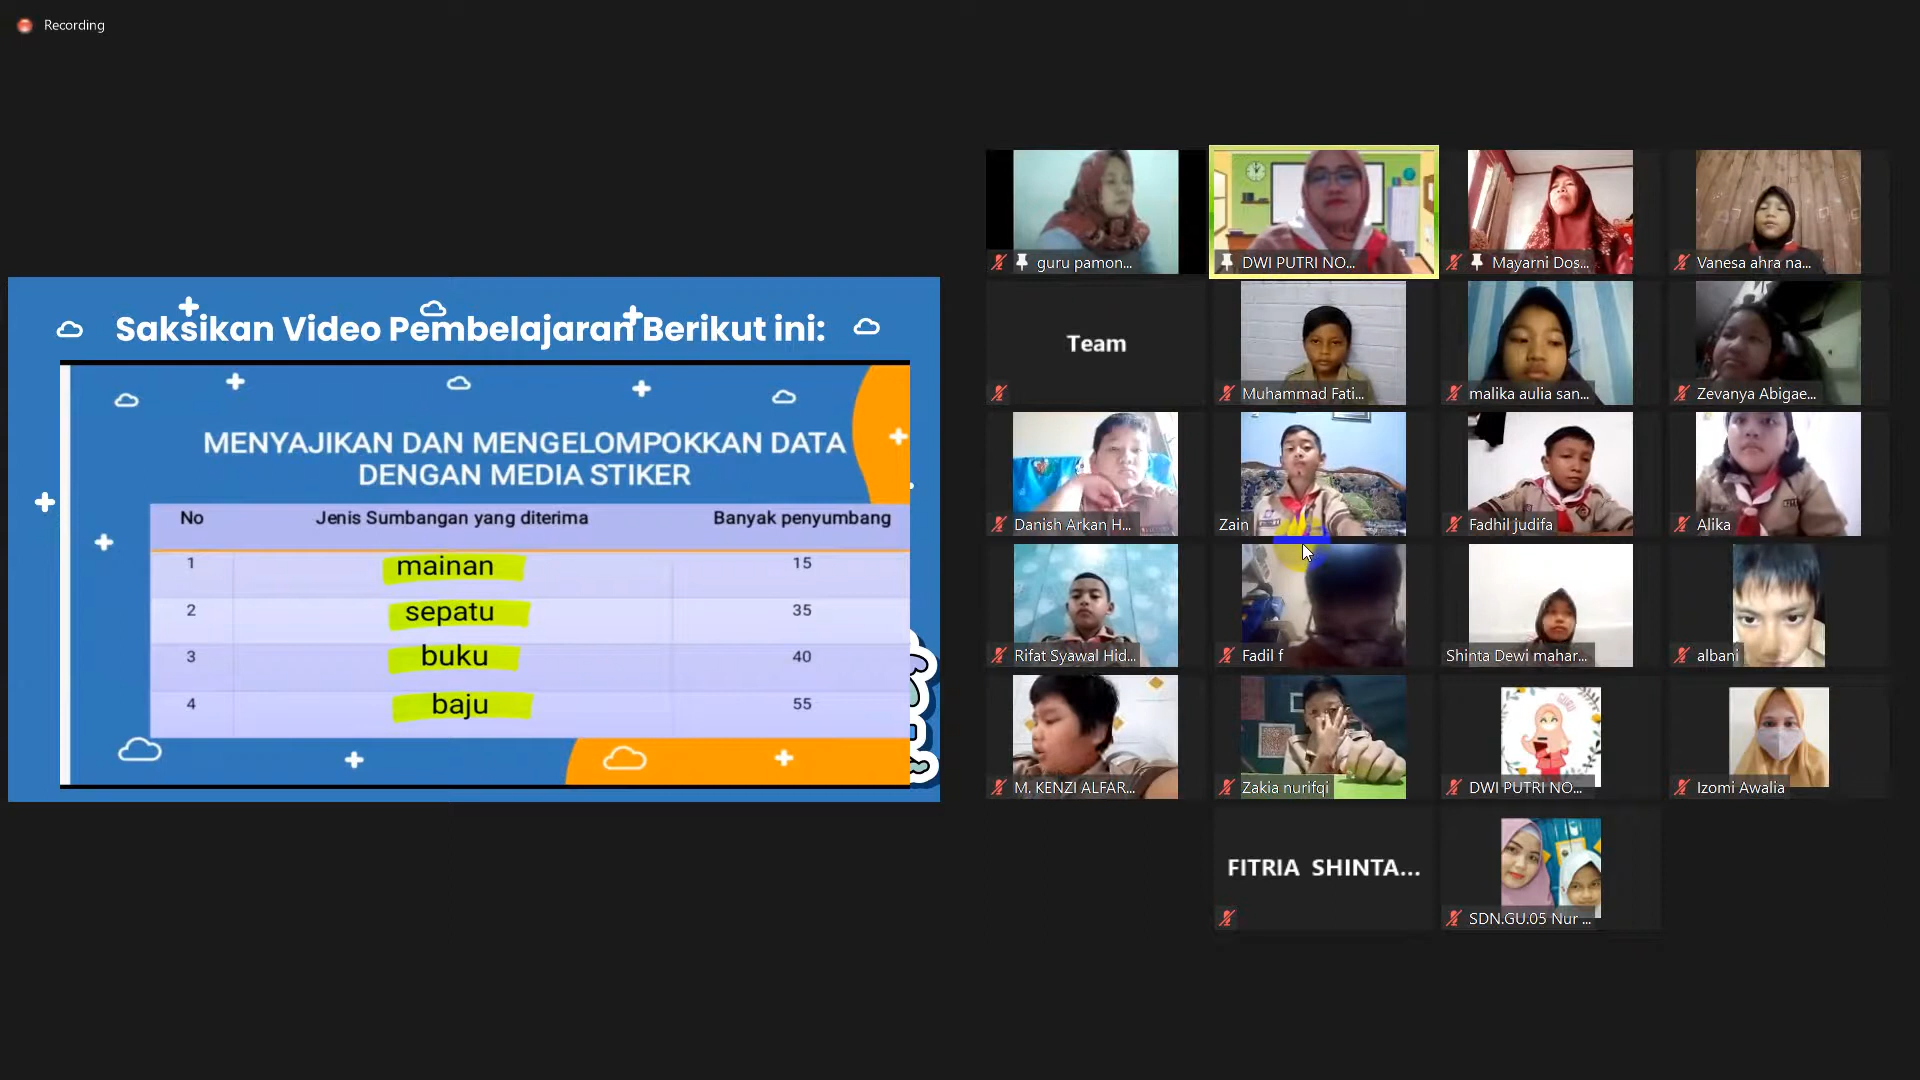 Recording
Saksikan Video Pembelajaran Berikut ini:
MENYAJIKAN DAN MENGELOMPOKKAN DATA
DENGAN MEDIA STIKER
No Jenis Sumbangan yang diterima Banyak penyumbang
1 mainan 15
2 sepatu 35
3 buku 40
4 baju 55
guru pamon...
DWI PUTRI NO...
Mayarni Dos...
Vanesa ahra na...
Team
Muhammad Fati...
malika aulia san...
Zevanya Abigae...
Danish Arkan H...
Zain
Fadhil judifa
Alika
Rifat Syawal Hid...
Fadil f
Shinta Dewi mahar...
albani
M. KENZI ALFAR...
Zakia nurifqi
GURU
DWI PUTRI NO...
Izomi Awalia
FITRIA SHINTA...
SDN.GU.05 Nur ...